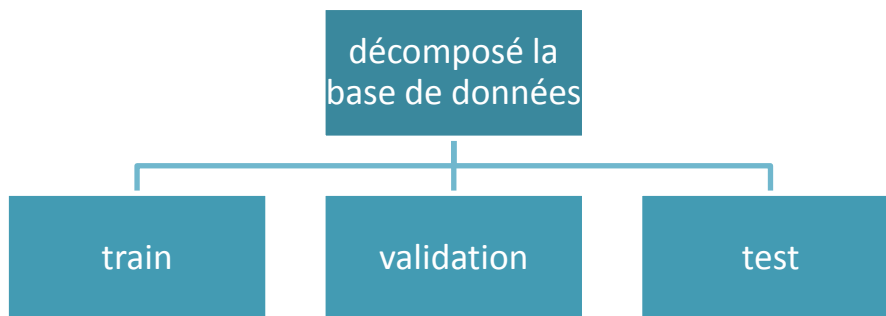 décomposé la
base de données
train
validation
test